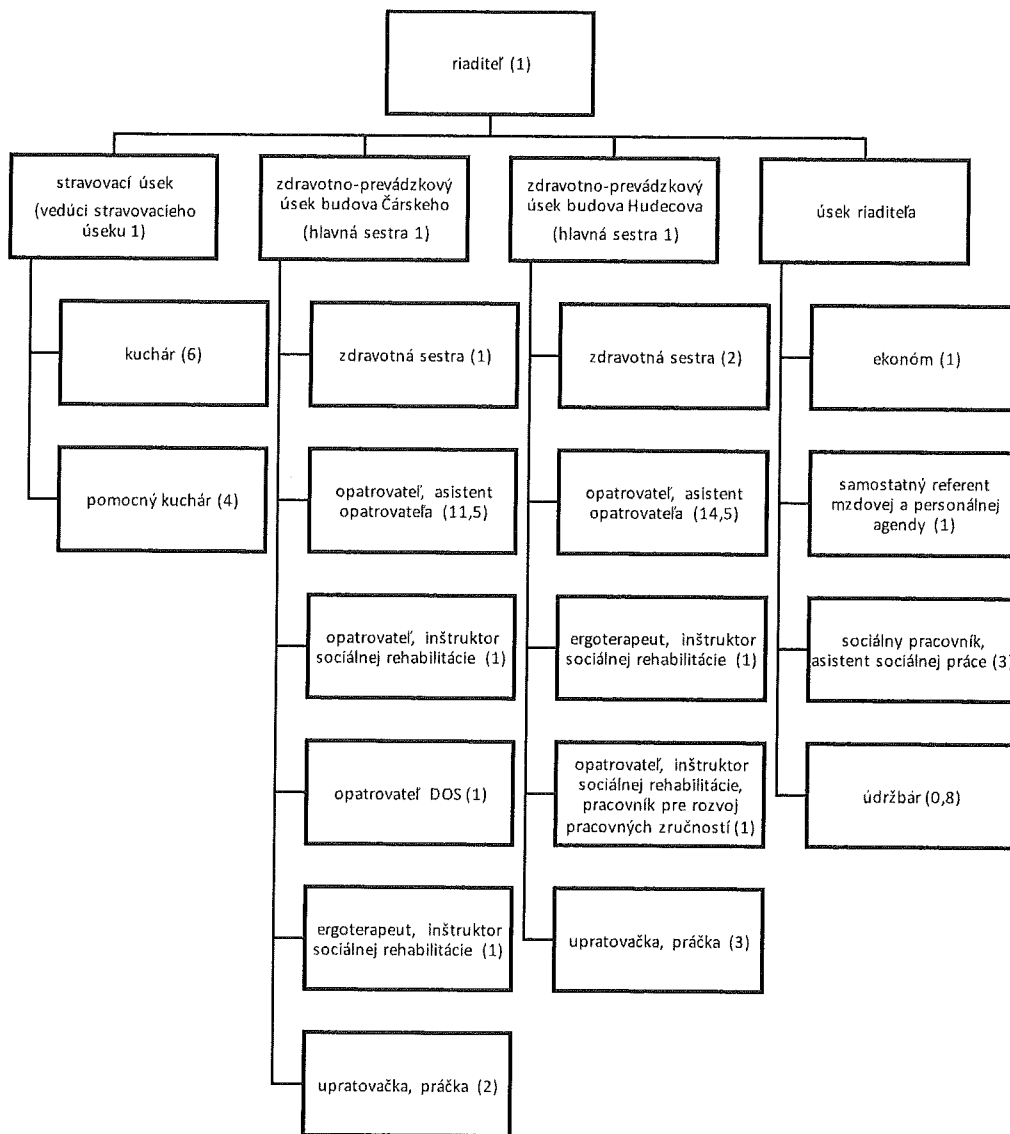 riaditeľ (1)
stravovací úsek
(vedúci stravovacieho
úseku 1)
kuchár (6)
pomocný kuchár (4)
zdravotno-prevádzkový
úsek budova Čárskeho
(hlavná sestra 1)
zdravotná sestra (1)
opatrovateľ, asistent
opatrovateľa (11,5)
opatrovateľ, inštruktor
sociálnej rehabilitácie (1)
opatrovateľ DOS (1)
ergoterapeut, inštruktor
sociálnej rehabilitácie (1)
upratovačka, práčka (2)
zdravotno-prevádzkový
úsek budova Hudecova
(hlavná sestra 1)
zdravotná sestra (2)
opatrovateľ, asistent
opatrovateľa (14,5)
ergoterapeut, inštruktor
sociálnej rehabilitácie (1)
opatrovateľ, inštruktor
sociálnej rehabilitácie,
pracovník pre rozvoj
pracovných zručností (1)
upratovačka, práčka (3)
úsek riaditeľa
ekonóm (1)
samostatný referent
mzdovej a personálnej
agendy (1)
sociálny pracovník,
asistent sociálnej práce (3)
údržbár (0,8)